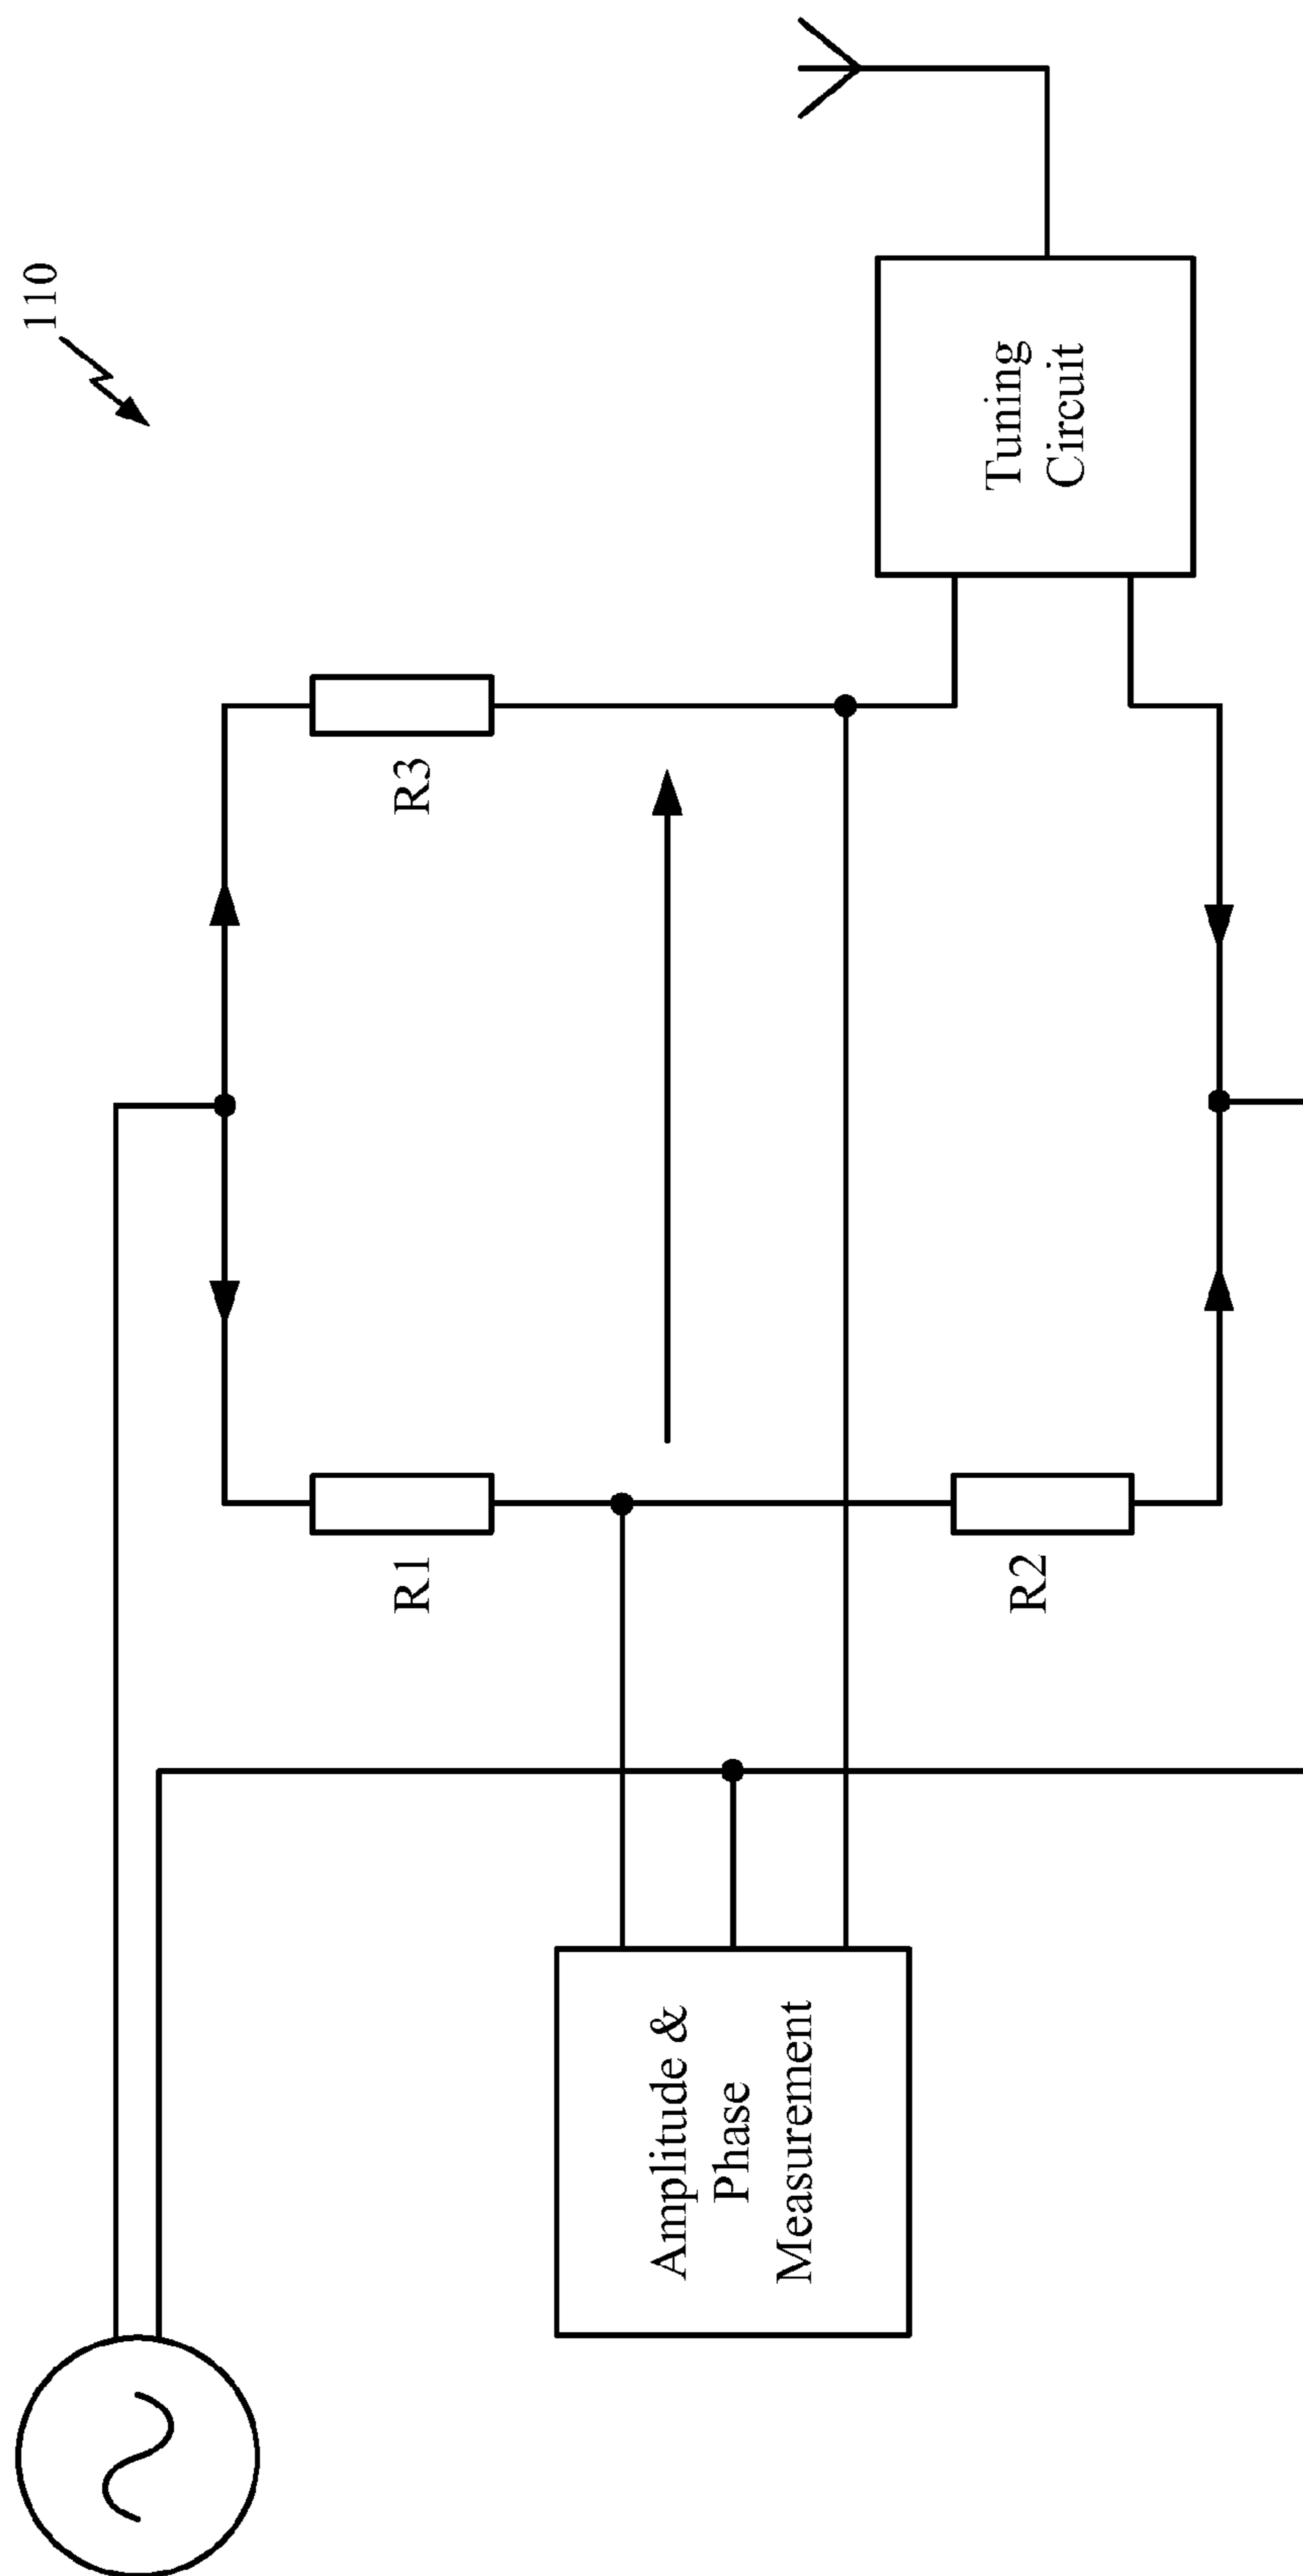 110
R1
R3
R2
Tuning
Circuit
Amplitude &
Phase
Measurement